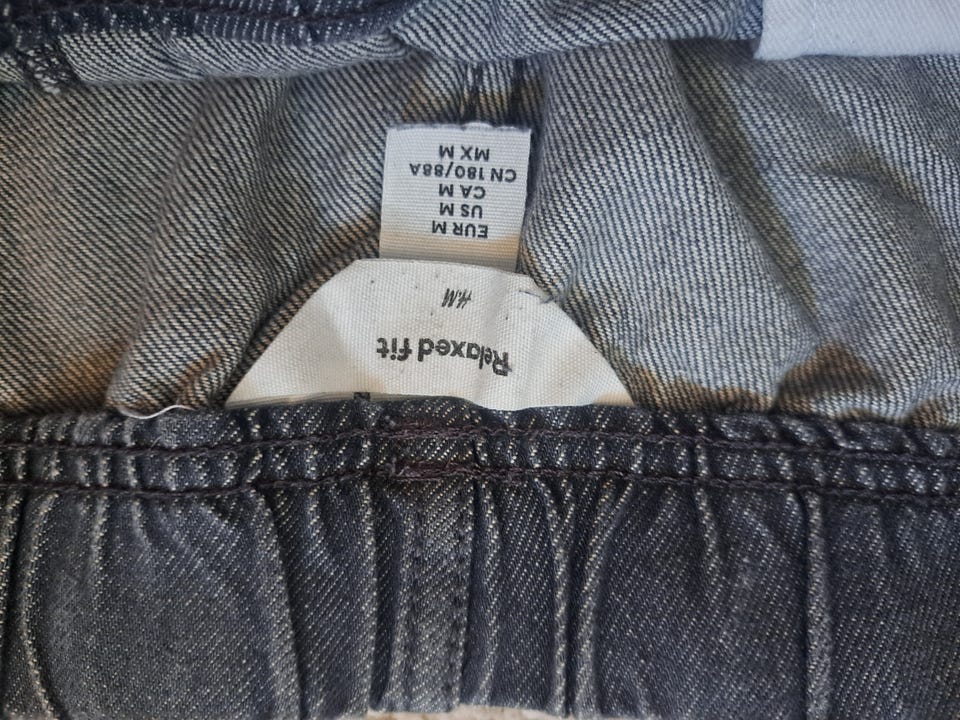 Relaxed fit
H&M
EUR M
US M
CA M
CN 180/88A
MX M